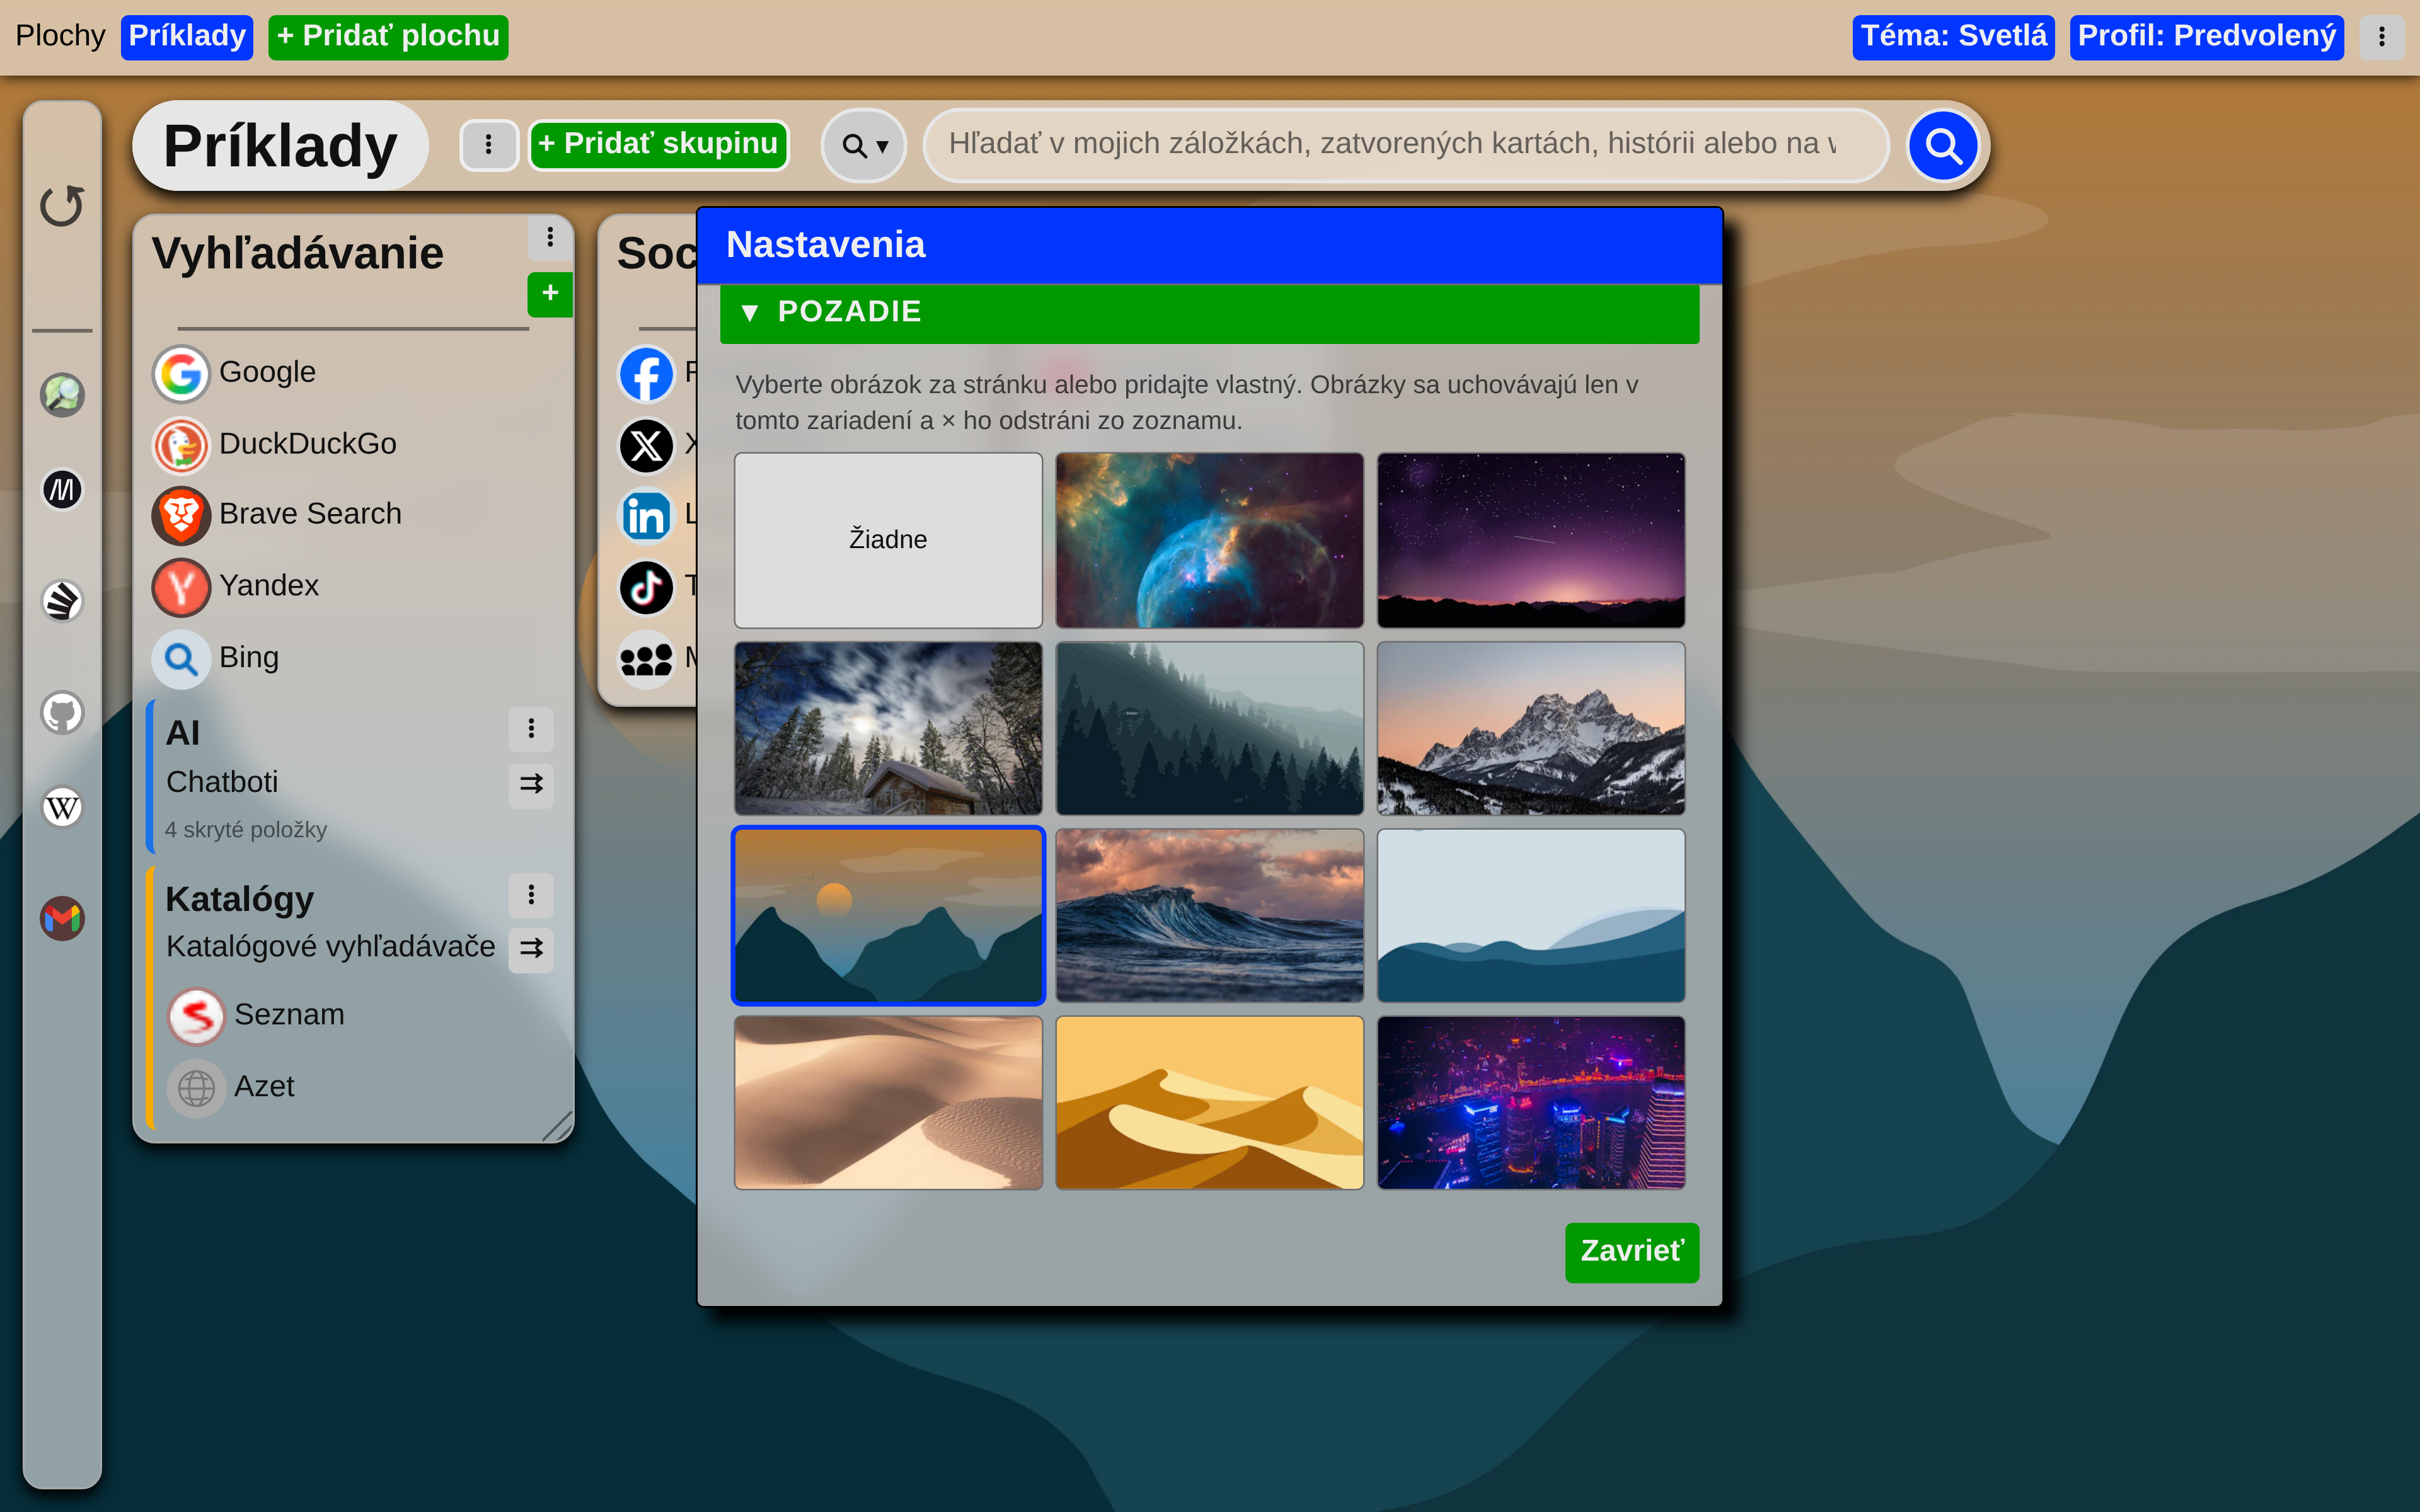 Plochy Príklady + Pridať plochu Téma: Svetlá Profil: Predvolený
Príklady + Pridať skupinu Hľadať v mojich záložkách, zatvorených kartách, histórii alebo na
Vyhľadávanie
+
Google
DuckDuckGo
Brave Search
Yandex
Bing
AI
Chatboti
4 skryté položky
Katalógy
Katalógové vyhľadávače
Seznam
Azet
Soc
Nastavenia
▼ POZADIE
Vyberte obrázok za stránku alebo pridajte vlastný. Obrázky sa uchovávajú len v
tomto zariadení a × ho odstráni zo zoznamu.
Žiadne
Zavrieť